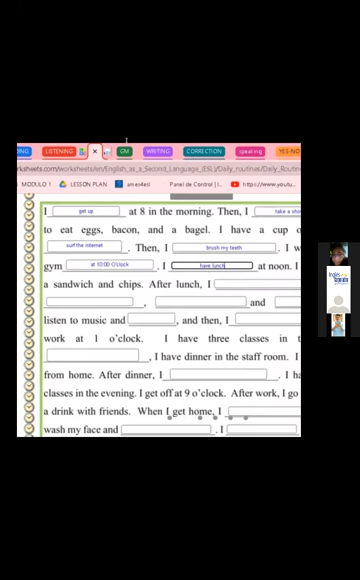 LISTENING × GM WRITING CORRECTION speaking YES-NO
rksheets.com/worksheets/en/English_as_a_Second_Language_(ESL)/Daily_routines/Daily_Routin
MODULO 1 LESSON PLAN Panel de Control | I https://www.youtu
I get up at 8 in the morning. Then, I take a sho
to eat eggs, bacon, and a bagel. I have a cup o
surf the internet . Then, I brush my teeth . I w
gym at 10:00 O'clock . I have lunch at noon. I
a sandwich and chips. After lunch, I
, and
listen to music and , and then, I
work at 1 o'clock. I have three classes in t
, I have dinner in the staff room. I
from home. After dinner, I . I ha
classes in the evening. I get off at 9 o'clock. After work, I go
a drink with friends. When I get home, I
wash my face and . I